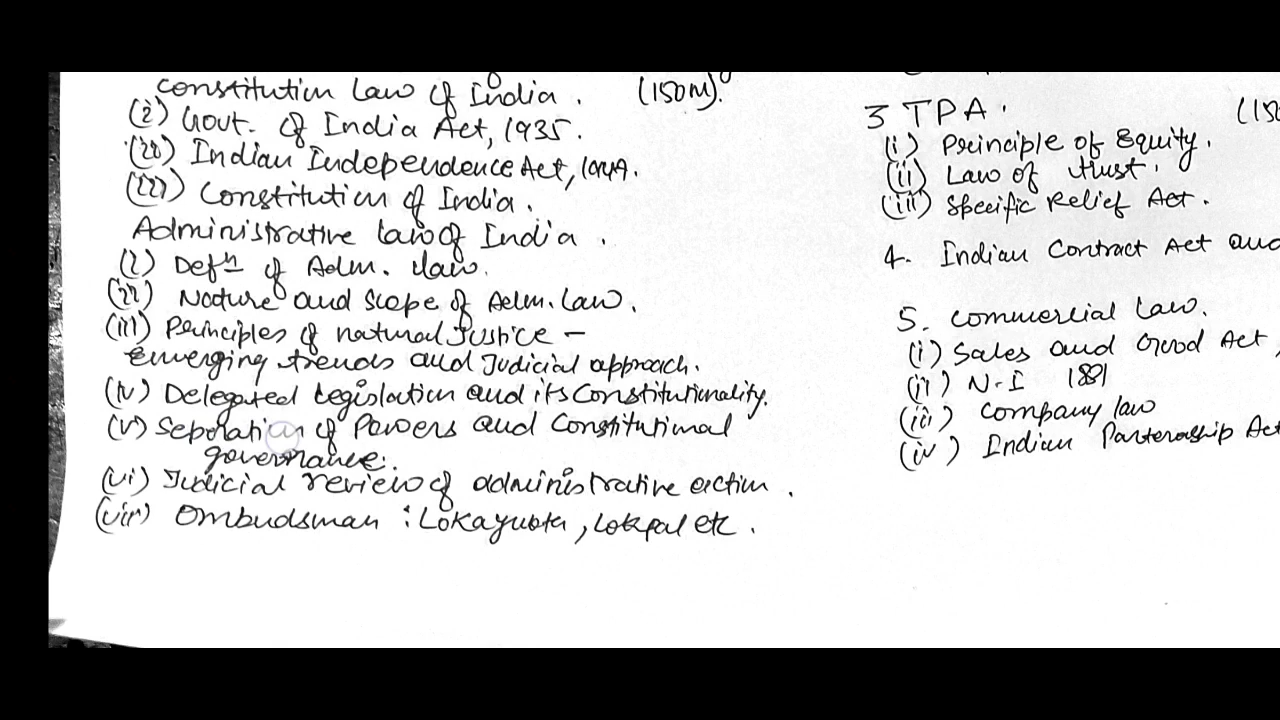 Constitution Law of India. (150M).
(i) Govt. of India Act, 1935.
(ii) Indian Independence Act,
(iii) Constitution of India.
Administrative law of India.
(i) Defn of Adm. law.
(ii) Nature and Scope of Adm. Law.
(iii) Principles of natural Justice -
Emerging trends and Judicial approach.
(iv) Delegated legislation and its Constitutionality.
(v) Separation of Powers and Constitutional
governance.
(vi) Judicial review of administrative action.
(vii) Ombudsman : Lokayukta, Lokpal etc.
3 TPA.
(i) Principle of Equity.
(ii) Law of trust.
(iii) Specific Relief Act.
4. Indian Contract Act and
5. Commercial Law.
(i) Sales and Good Act,
(ii) N.I 1881
(iii) Company law
(iv) Indian Partenership Act